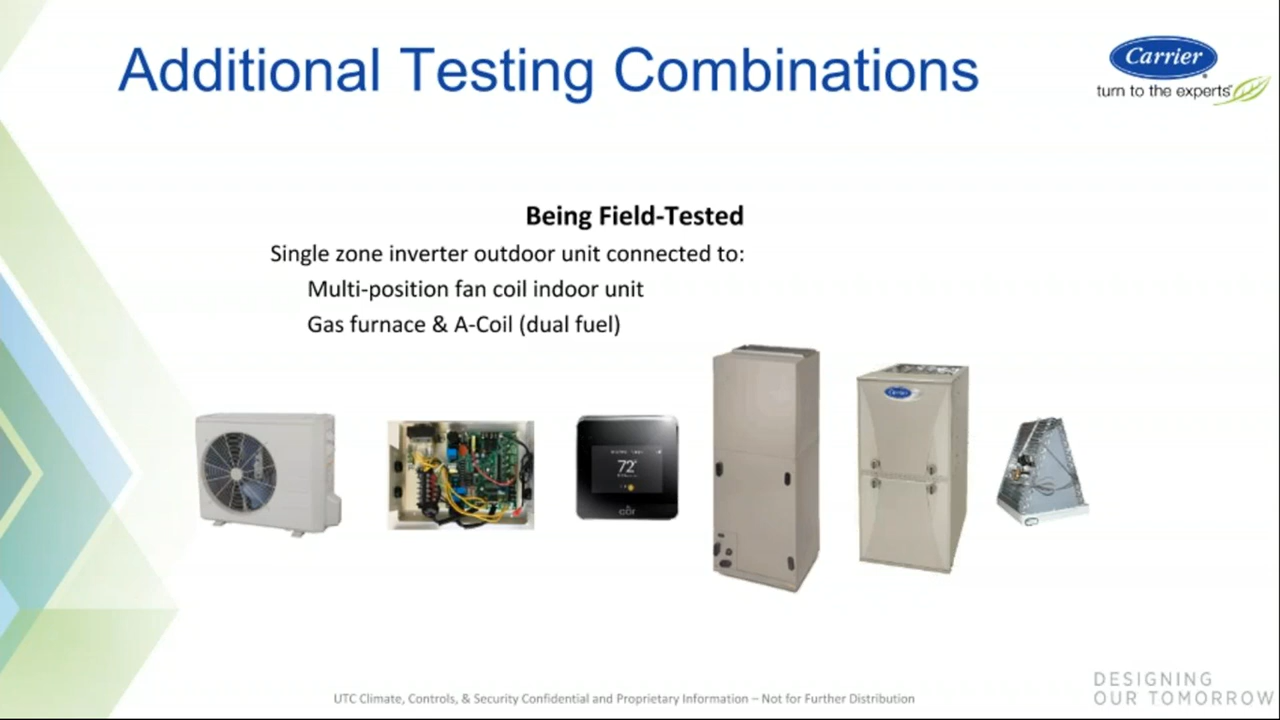 Additional Testing Combinations
Carrier
turn to the experts
Being Field-Tested
Single zone inverter outdoor unit connected to:
Multi-position fan coil indoor unit
Gas furnace & A-Coil (dual fuel)
Carrier
72°
cor
UTC Climate, Controls, & Security Confidential and Proprietary Information – Not for Further Distribution
DESIGNING
OUR TOMORROW